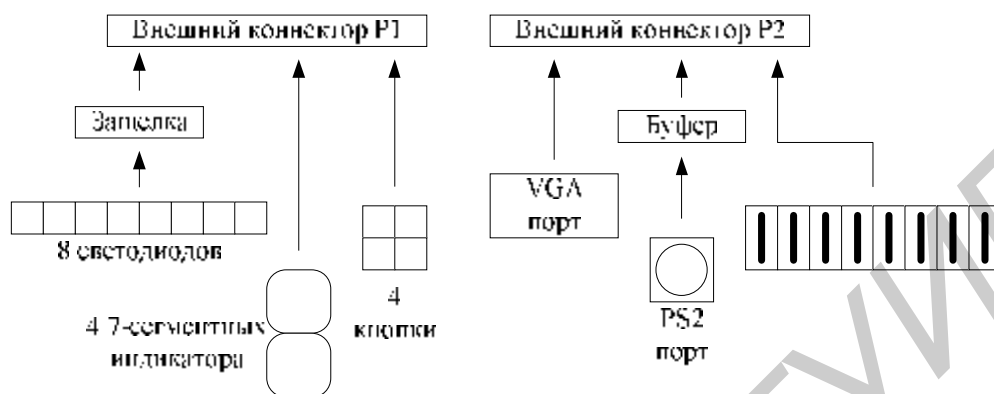 Внешний коннектор P1
Внешний коннектор P2
Защелка
Буфер
VGA
порт
8 светодиодов
4 7-сегментных
индикатора
4
кнопки
PS2
порт